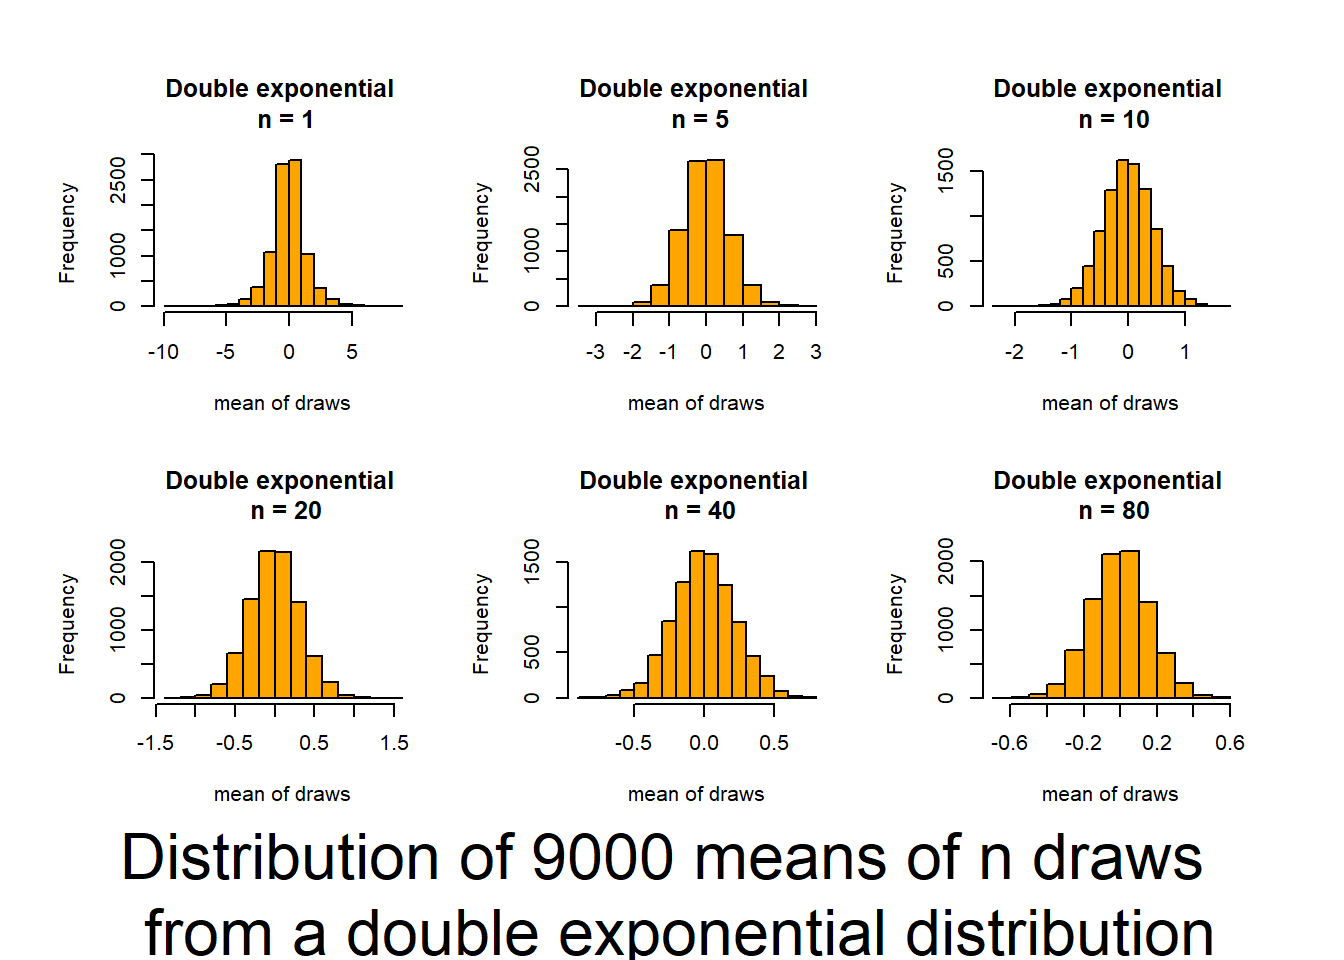 Double exponential
n = 1
Frequency
0 1000 2500
-10 -5 0 5
mean of draws
Double exponential
n = 5
Frequency
0 1000 2500
-3 -2 -1 0 1 2 3
mean of draws
Double exponential
n = 10
Frequency
0 500 1500
-2 -1 0 1
mean of draws
Double exponential
n = 20
Frequency
0 1000 2000
-1.5 -0.5 0.5 1.5
mean of draws
Double exponential
n = 40
Frequency
0 500 1500
-0.5 0.0 0.5
mean of draws
Double exponential
n = 80
Frequency
0 1000 2000
-0.6 -0.2 0.2 0.6
mean of draws
Distribution of 9000 means of n draws
from a double exponential distribution